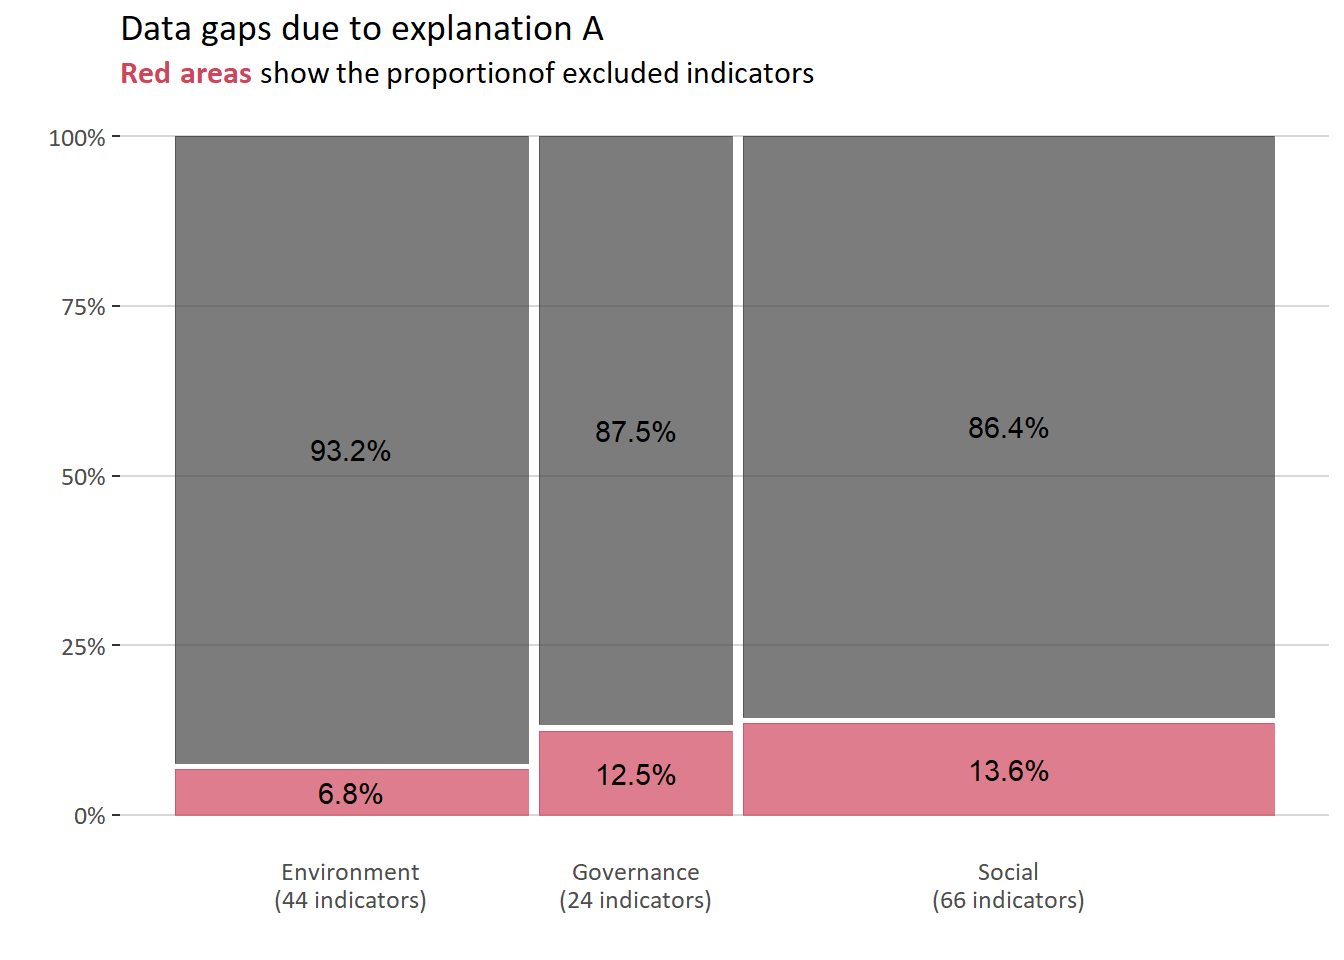 Data gaps due to explanation A
Red areas show the proportionof excluded indicators
100%
75%
50%
25%
0%
93.2%
87.5%
86.4%
6.8%
12.5%
13.6%
Environment
(44 indicators)
Governance
(24 indicators)
Social
(66 indicators)